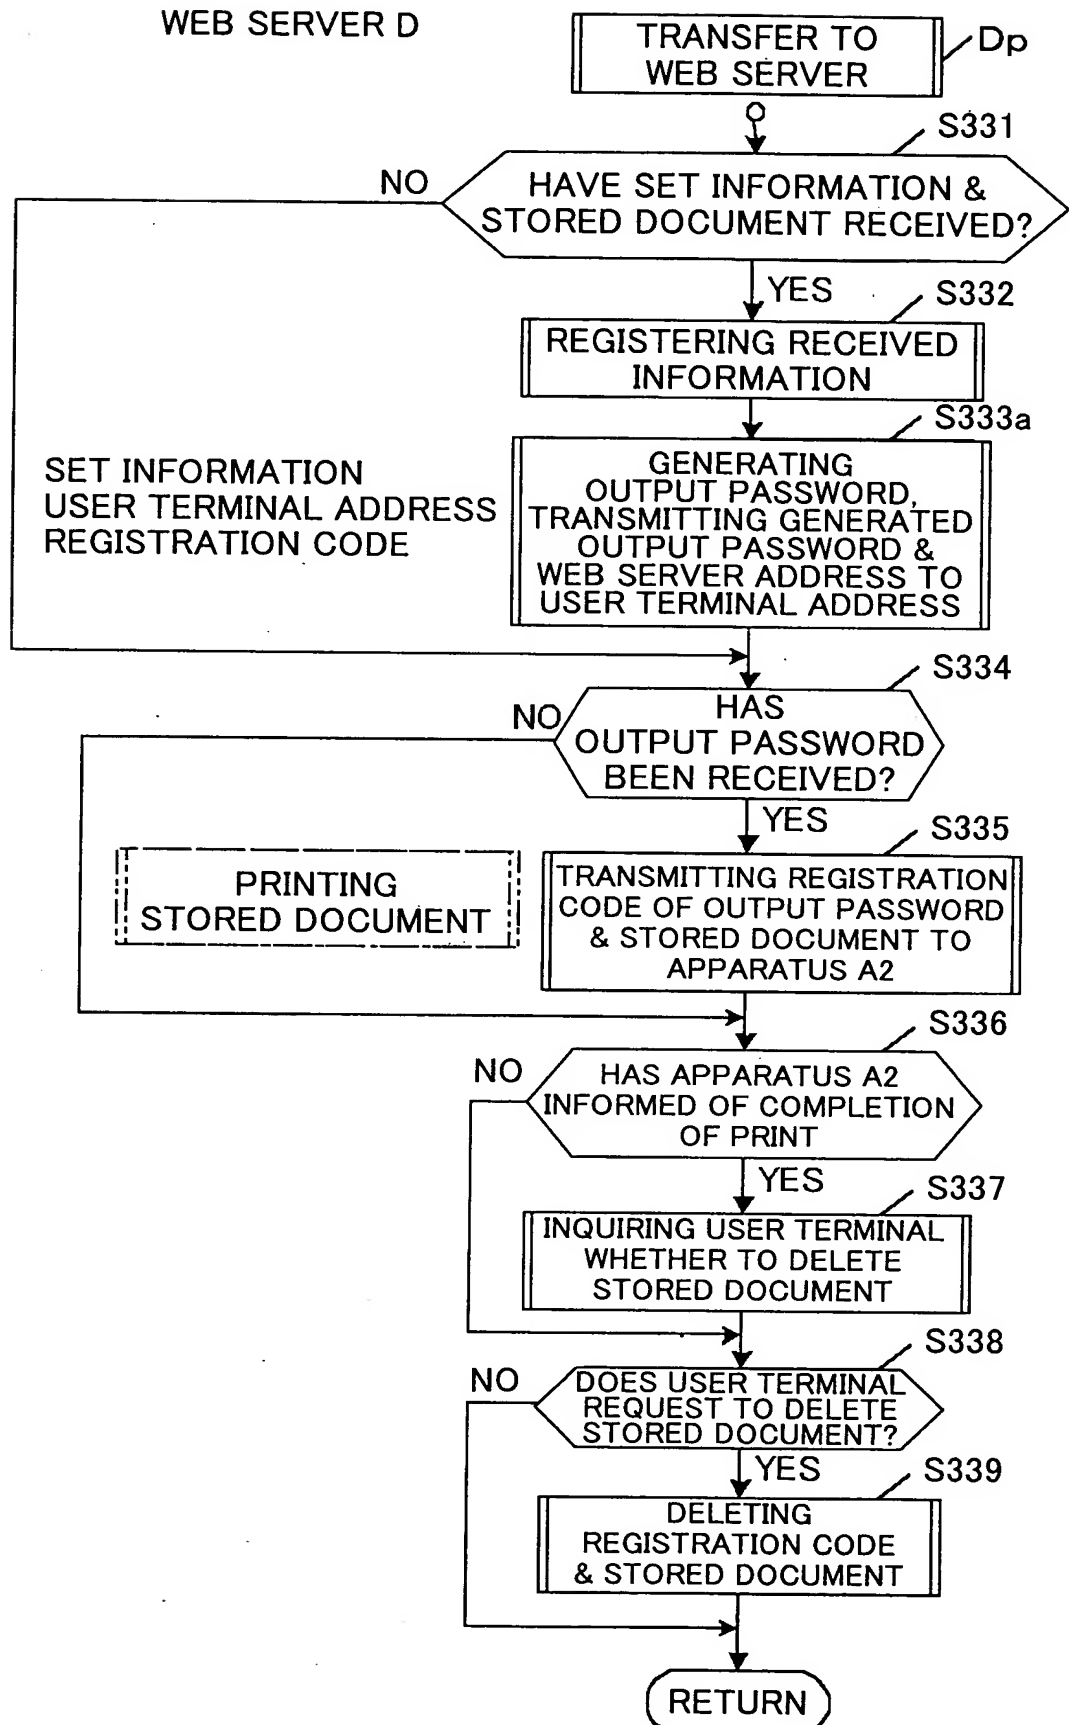 WEB SERVER D
TRANSFER TO
WEB SERVER
Dp
S331
NO
HAVE SET INFORMATION &
STORED DOCUMENT RECEIVED?
YES
S332
REGISTERING RECEIVED
INFORMATION
S333a
SET INFORMATION
USER TERMINAL ADDRESS
REGISTRATION CODE
GENERATING
OUTPUT PASSWORD,
TRANSMITTING GENERATED
OUTPUT PASSWORD &
WEB SERVER ADDRESS TO
USER TERMINAL ADDRESS
S334
NO
HAS
OUTPUT PASSWORD
BEEN RECEIVED?
YES
S335
PRINTING
STORED DOCUMENT
TRANSMITTING REGISTRATION
CODE OF OUTPUT PASSWORD
& STORED DOCUMENT TO
APPARATUS A2
S336
NO
HAS APPARATUS A2
INFORMED OF COMPLETION
OF PRINT
YES
S337
INQUIRING USER TERMINAL
WHETHER TO DELETE
STORED DOCUMENT
S338
NO
DOES USER TERMINAL
REQUEST TO DELETE
STORED DOCUMENT?
YES
S339
DELETING
REGISTRATION CODE
& STORED DOCUMENT
RETURN